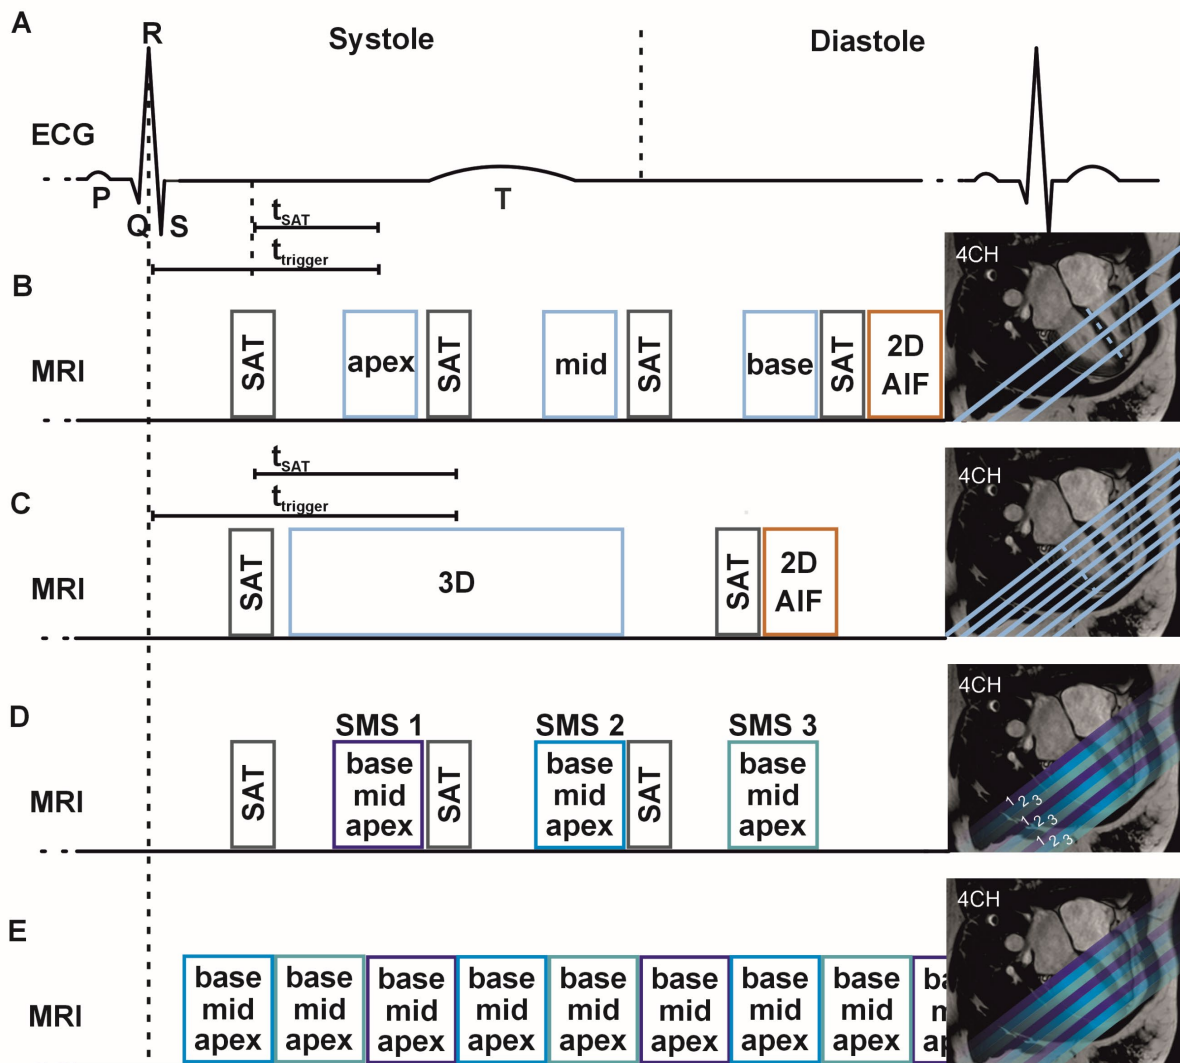 A
R
Systole
Diastole
ECG
P
Q
S
T
t_SAT
t_trigger
B
MRI
SAT
apex
SAT
mid
SAT
base
SAT
2D
AIF
4CH
t_SAT
t_trigger
C
MRI
SAT
3D
SAT
2D
AIF
4CH
D
MRI
SAT
SMS 1
base
mid
apex
SAT
SMS 2
base
mid
apex
SAT
SMS 3
base
mid
apex
4CH
1 2 3
1 2 3
1 2 3
E
MRI
base
mid
apex
base
mid
apex
base
mid
apex
base
mid
apex
base
mid
apex
base
mid
apex
base
mid
apex
base
mid
apex
4CH